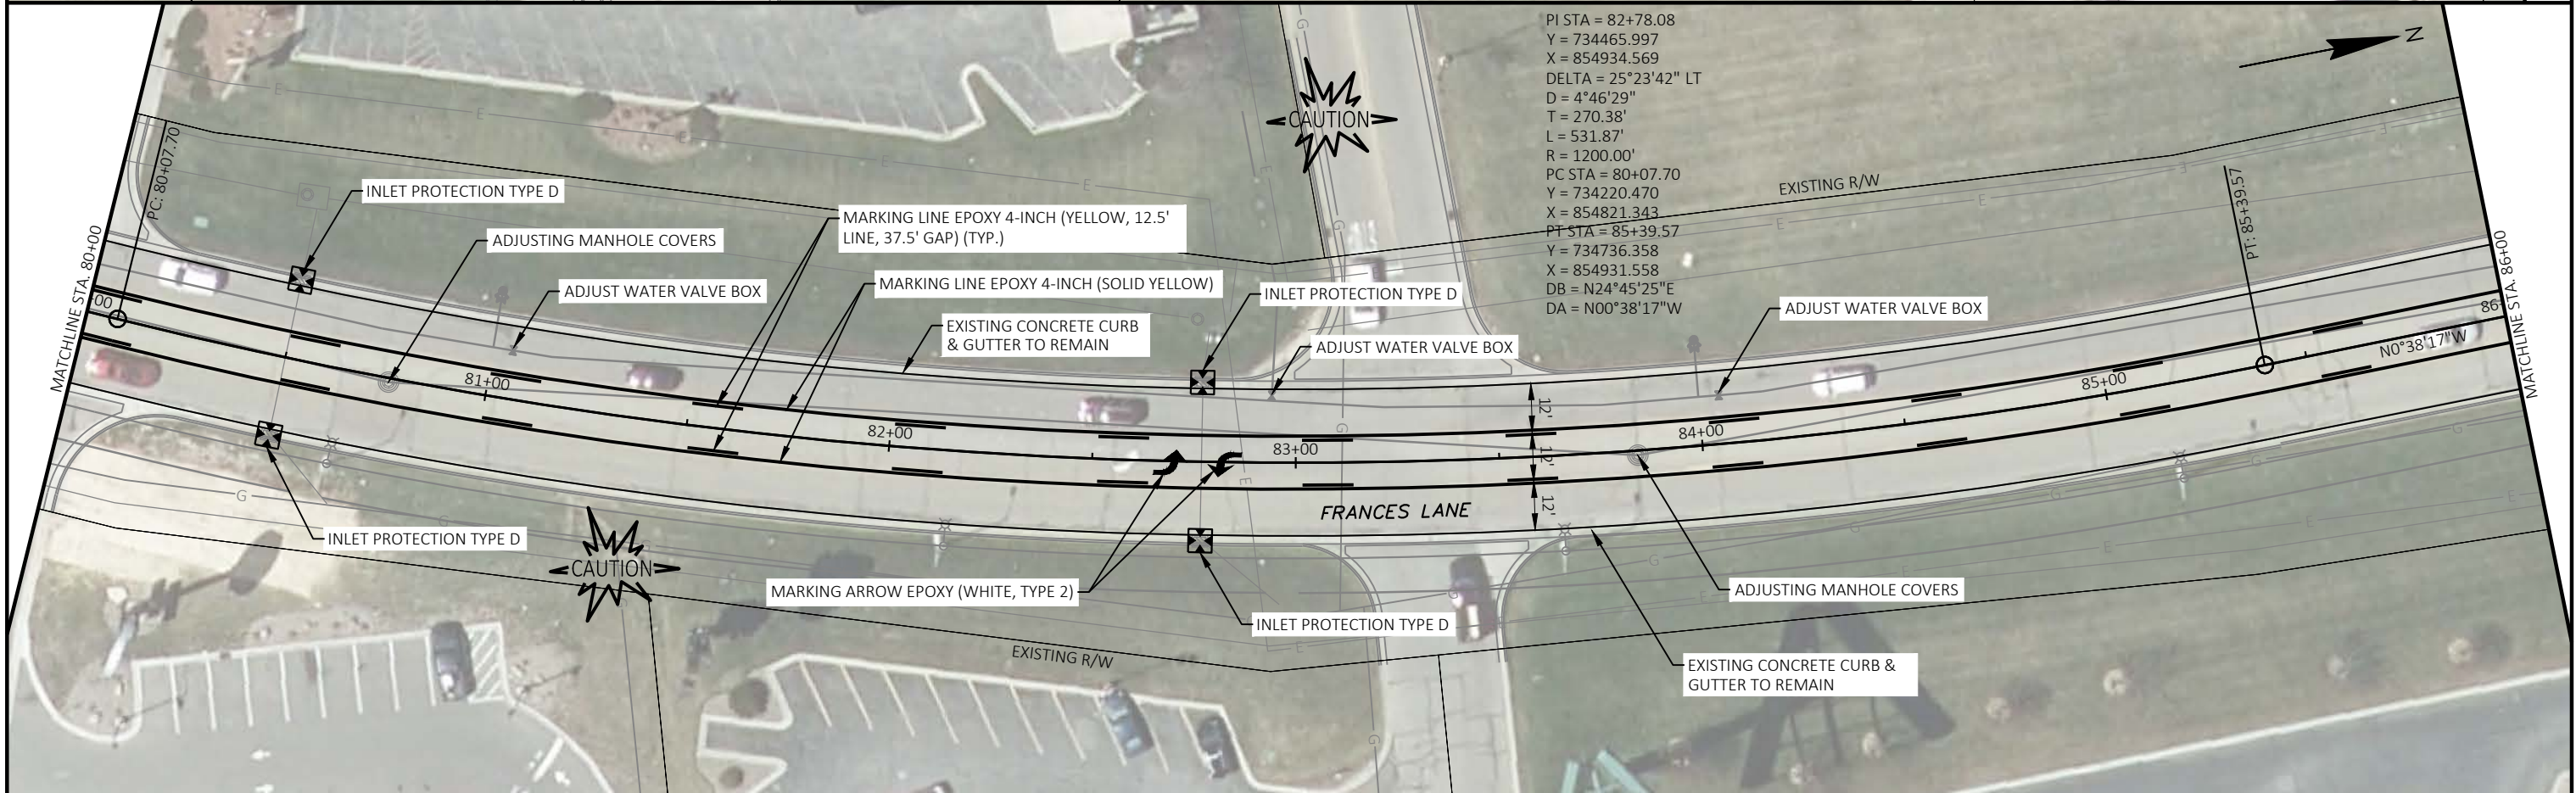 PI STA = 82+78.08
Y = 734465.997
X = 854934.569
DELTA = 25°23'42" LT
D = 4°46'29"
T = 270.38'
L = 531.87'
R = 1200.00'
PC STA = 80+07.70
Y = 734220.470
X = 854821.343
PT STA = 85+39.57
Y = 734736.358
X = 854931.558
DB = N24°45'25"E
DA = N00°38'17"W
N
CAUTION
PC: 80+07.70
MATCHLINE STA. 80+00
INLET PROTECTION TYPE D
ADJUSTING MANHOLE COVERS
ADJUST WATER VALVE BOX
MARKING LINE EPOXY 4-INCH (YELLOW, 12.5'
LINE, 37.5' GAP) (TYP.)
MARKING LINE EPOXY 4-INCH (SOLID YELLOW)
EXISTING CONCRETE CURB
& GUTTER TO REMAIN
INLET PROTECTION TYPE D
ADJUST WATER VALVE BOX
EXISTING R/W
ADJUST WATER VALVE BOX
PT: 85+39.57
MATCHLINE STA. 86+00
+00
81+00
82+00
83+00
84+00
85+00
86
N0°38'17"W
12'
12'
12'
FRANCES LANE
INLET PROTECTION TYPE D
CAUTION
MARKING ARROW EPOXY (WHITE, TYPE 2)
INLET PROTECTION TYPE D
ADJUSTING MANHOLE COVERS
EXISTING CONCRETE CURB &
GUTTER TO REMAIN
EXISTING R/W
E
E
E
E
E
E
E
E
E
E
E
E
E
G
G
G
G
G
G
G
G
G
G
G
G